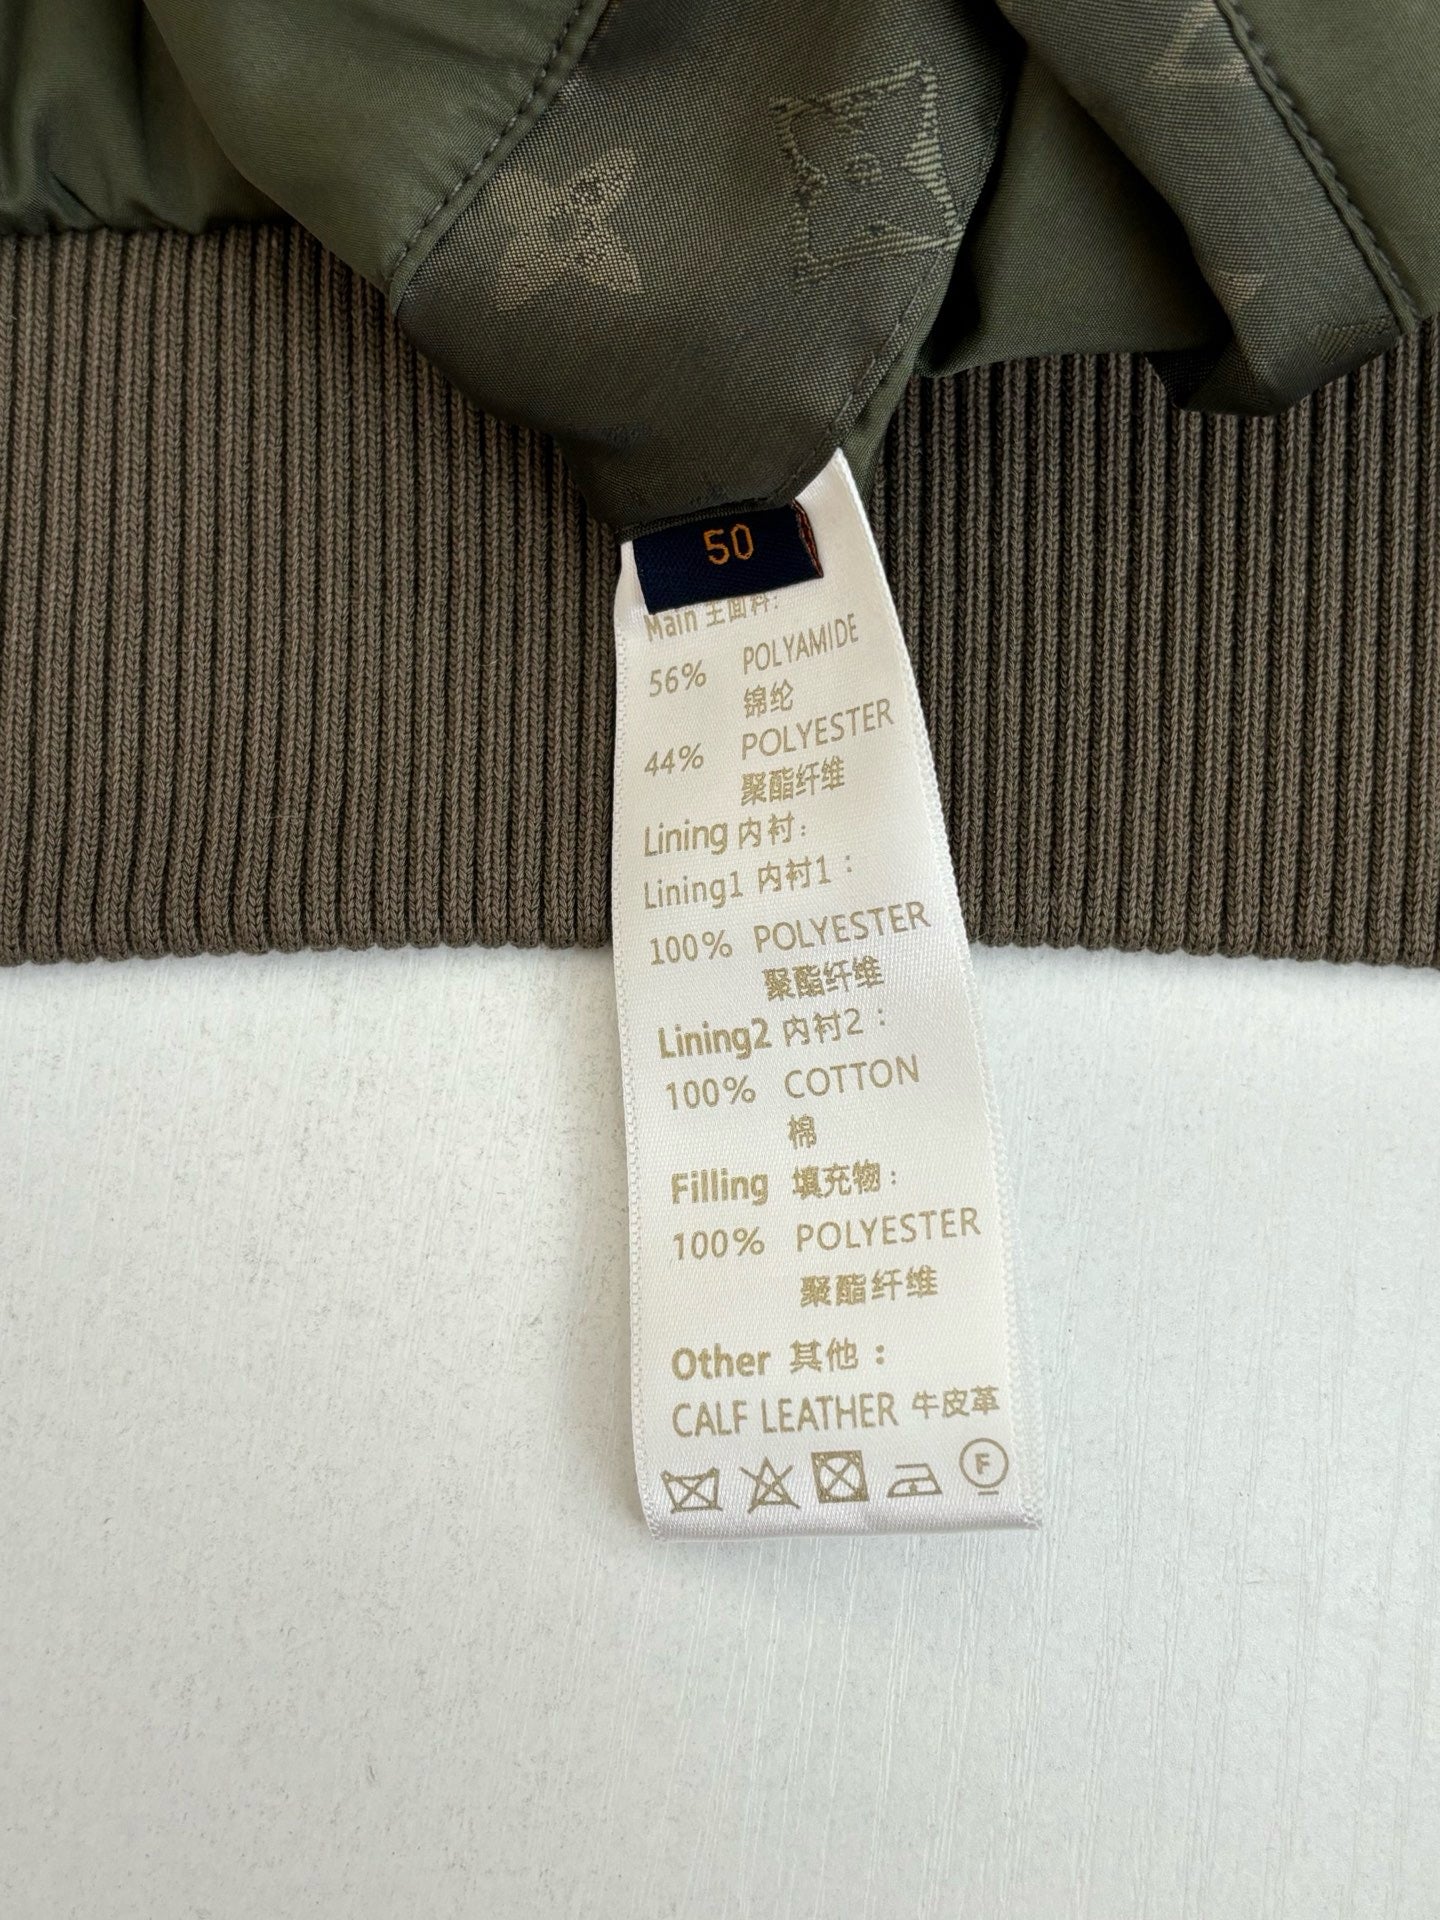 50
Main 主面料:
56% POLYAMIDE
锦纶
44% POLYESTER
聚酯纤维
Lining 内衬:
Lining1 内衬1:
100% POLYESTER
聚酯纤维
Lining2 内衬2:
100% COTTON
棉
Filling 填充物:
100% POLYESTER
聚酯纤维
Other 其他:
CALF LEATHER 牛皮革
F